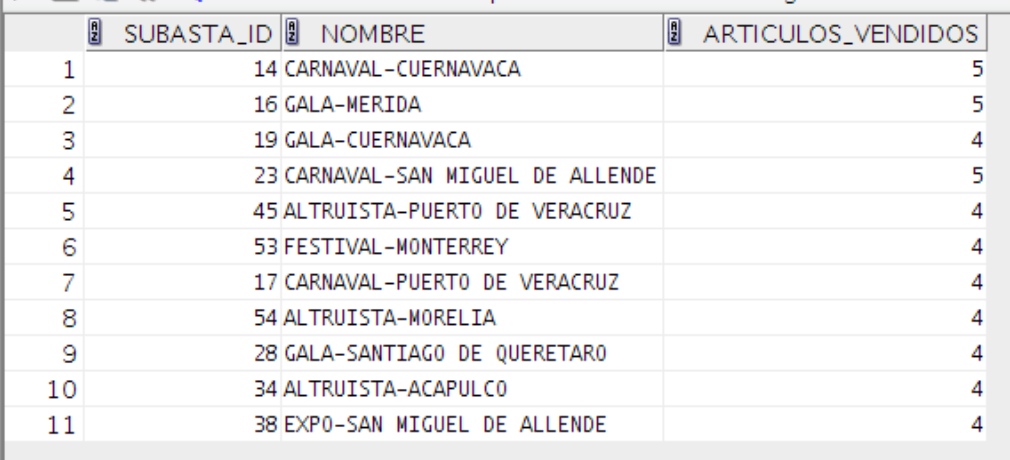 SUBASTA_ID NOMBRE ARTICULOS_VENDIDOS
1 14 CARNAVAL-CUERNAVACA 5
2 16 GALA-MERIDA 5
3 19 GALA-CUERNAVACA 4
4 23 CARNAVAL-SAN MIGUEL DE ALLENDE 5
5 45 ALTRUISTA-PUERTO DE VERACRUZ 4
6 53 FESTIVAL-MONTERREY 4
7 17 CARNAVAL-PUERTO DE VERACRUZ 4
8 54 ALTRUISTA-MORELIA 4
9 28 GALA-SANTIAGO DE QUERETARO 4
10 34 ALTRUISTA-ACAPULCO 4
11 38 EXPO-SAN MIGUEL DE ALLENDE 4